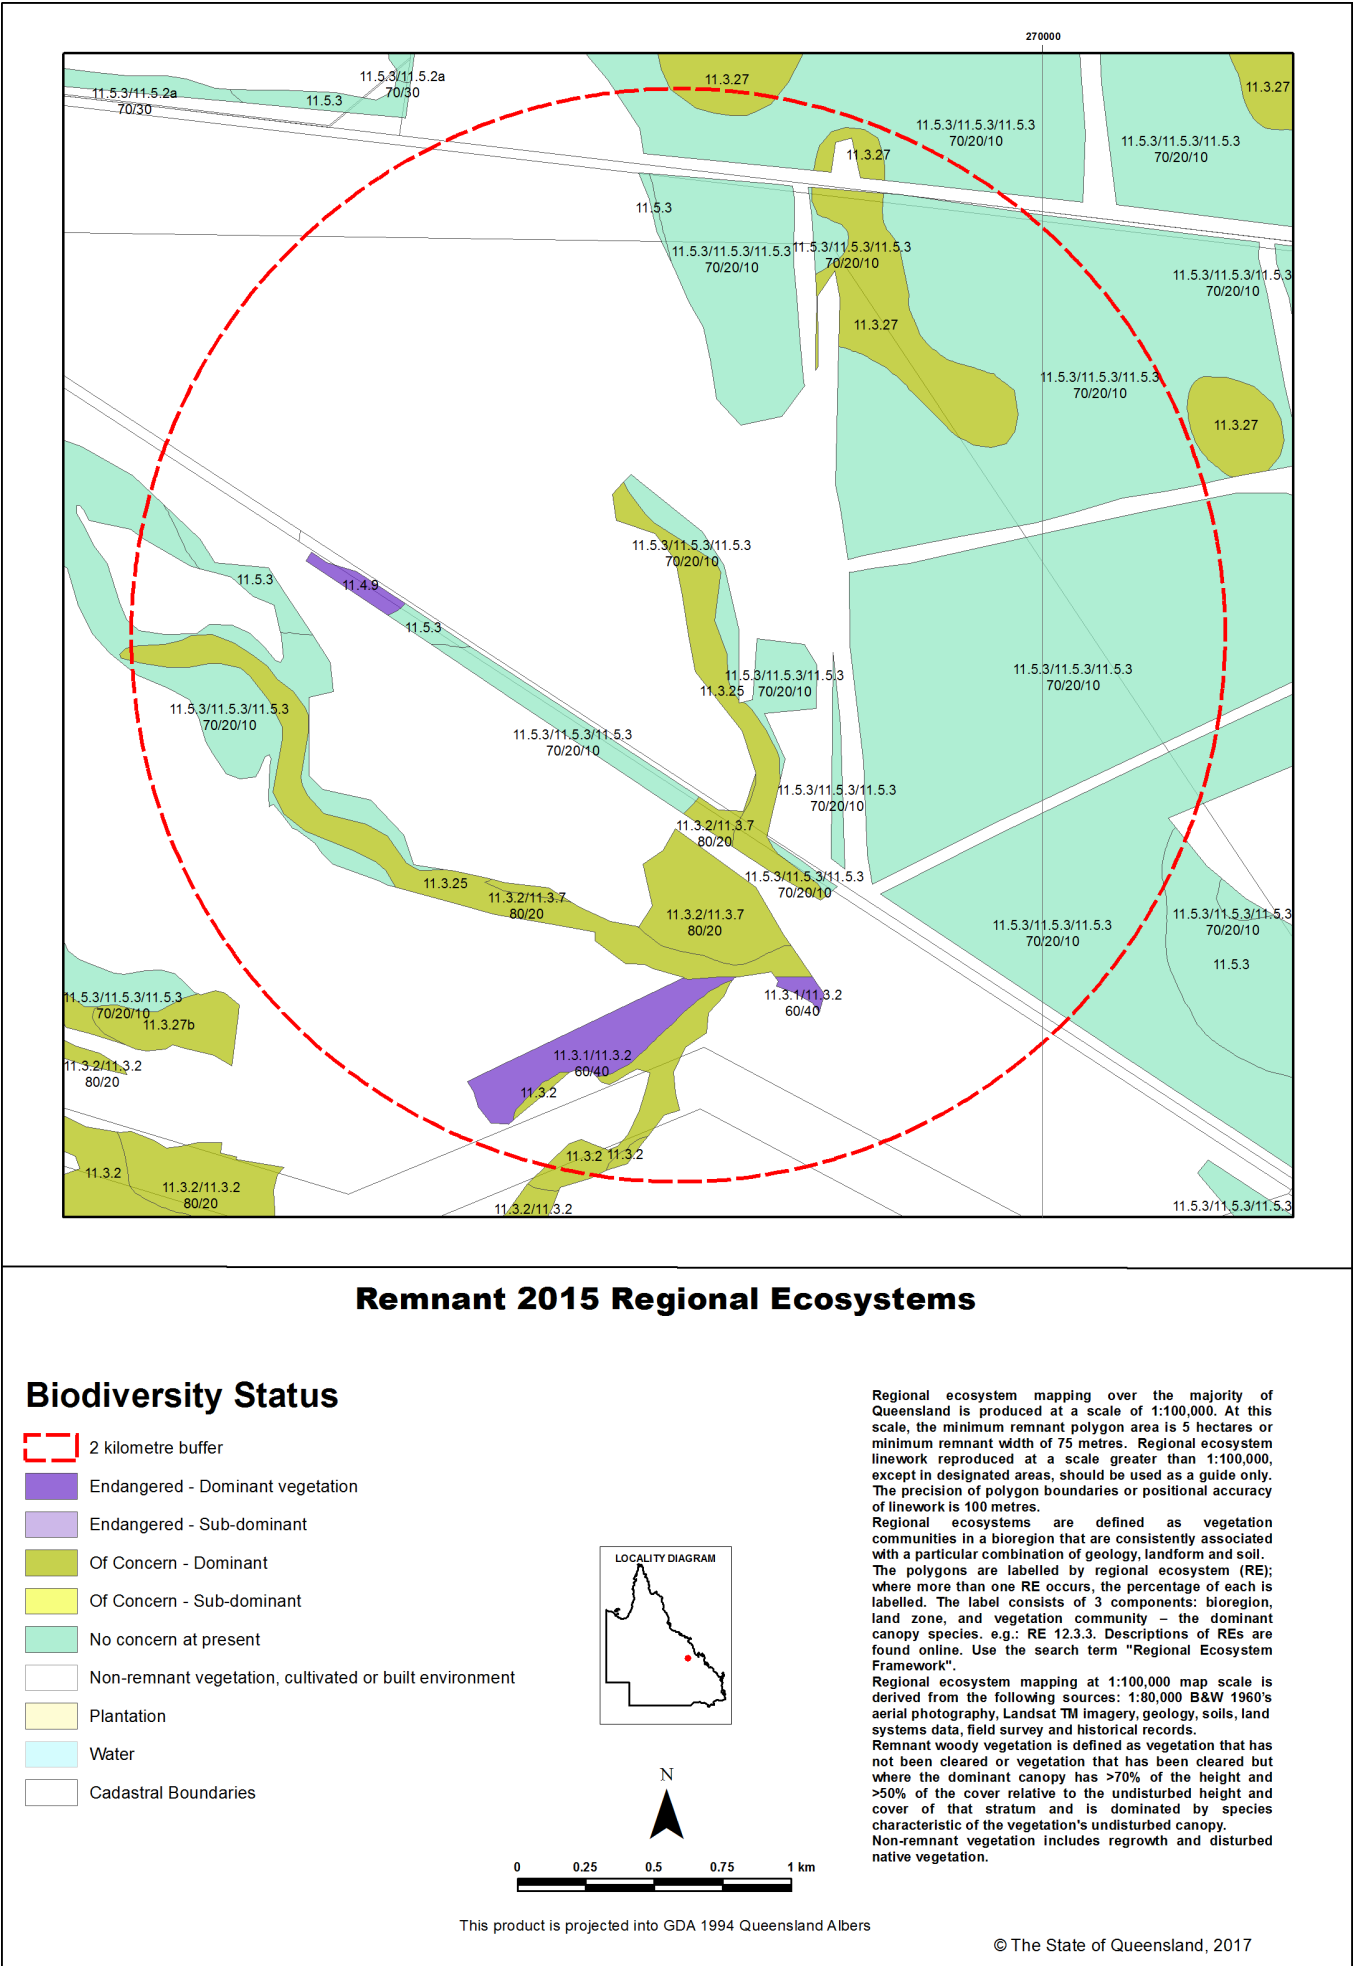 270000
11.5.3/11.5.2a
70/30
11.5.3/11.5.2a
70/30
11.5.3
11.3.27
11.3.27
11.5.3/11.5.3/11.5.3
70/20/10
11.5.3/11.5.3/11.5.3
70/20/10
11.3.27
11.5.3
11.5.3/11.5.3/11.5.3
70/20/10
11.5.3/11.5.3/11.5.3
70/20/10
11.5.3/11.5.3/11.5.3
70/20/10
11.3.27
11.5.3/11.5.3/11.5.3
70/20/10
11.3.27
11.5.3/11.5.3/11.5.3
70/20/10
11.5.3
11.4.9
11.5.3
11.5.3/11.5.3/11.5.3
70/20/10
11.5.3/11.5.3/11.5.3
70/20/10
11.3.25
11.5.3/11.5.3/11.5.3
70/20/10
11.5.3/11.5.3/11.5.3
70/20/10
11.5.3/11.5.3/11.5.3
70/20/10
11.3.2/11.3.7
80/20
11.5.3/11.5.3/11.5.3
70/20/10
11.3.25
11.3.2/11.3.7
80/20
11.3.2/11.3.7
80/20
11.5.3/11.5.3/11.5.3
70/20/10
11.5.3/11.5.3/11.5.3
70/20/10
11.5.3
11.5.3/11.5.3/11.5.3
70/20/10
11.3.27b
11.3.1/11.3.2
60/40
11.3.2/11.3.2
80/20
11.3.1/11.3.2
60/40
11.3.2
11.3.2
11.3.2
11.3.2
11.3.2/11.3.2
80/20
11.3.2/11.3.2
11.5.3/11.5.3/11.5.3
Remnant 2015 Regional Ecosystems
Biodiversity Status
2 kilometre buffer
Endangered - Dominant vegetation
Endangered - Sub-dominant
Of Concern - Dominant
Of Concern - Sub-dominant
No concern at present
Non-remnant vegetation, cultivated or built environment
Plantation
Water
Cadastral Boundaries
LOCALITY DIAGRAM
N
0 0.25 0.5 0.75 1 km
This product is projected into GDA 1994 Queensland Albers
Regional ecosystem mapping over the majority of
Queensland is produced at a scale of 1:100,000. At this
scale, the minimum remnant polygon area is 5 hectares or
minimum remnant width of 75 metres. Regional ecosystem
linework reproduced at a scale greater than 1:100,000,
except in designated areas, should be used as a guide only.
The precision of polygon boundaries or positional accuracy
of linework is 100 metres.
Regional ecosystems are defined as vegetation
communities in a bioregion that are consistently associated
with a particular combination of geology, landform and soil.
The polygons are labelled by regional ecosystem (RE);
where more than one RE occurs, the percentage of each is
labelled. The label consists of 3 components: bioregion,
land zone, and vegetation community – the dominant
canopy species. e.g.: RE 12.3.3. Descriptions of REs are
found online. Use the search term "Regional Ecosystem
Framework".
Regional ecosystem mapping at 1:100,000 map scale is
derived from the following sources: 1:80,000 B&W 1960's
aerial photography, Landsat TM imagery, geology, soils, land
systems data, field survey and historical records.
Remnant woody vegetation is defined as vegetation that has
not been cleared or vegetation that has been cleared but
where the dominant canopy has >70% of the height and
>50% of the cover relative to the undisturbed height and
cover of that stratum and is dominated by species
characteristic of the vegetation's undisturbed canopy.
Non-remnant vegetation includes regrowth and disturbed
native vegetation.
© The State of Queensland, 2017